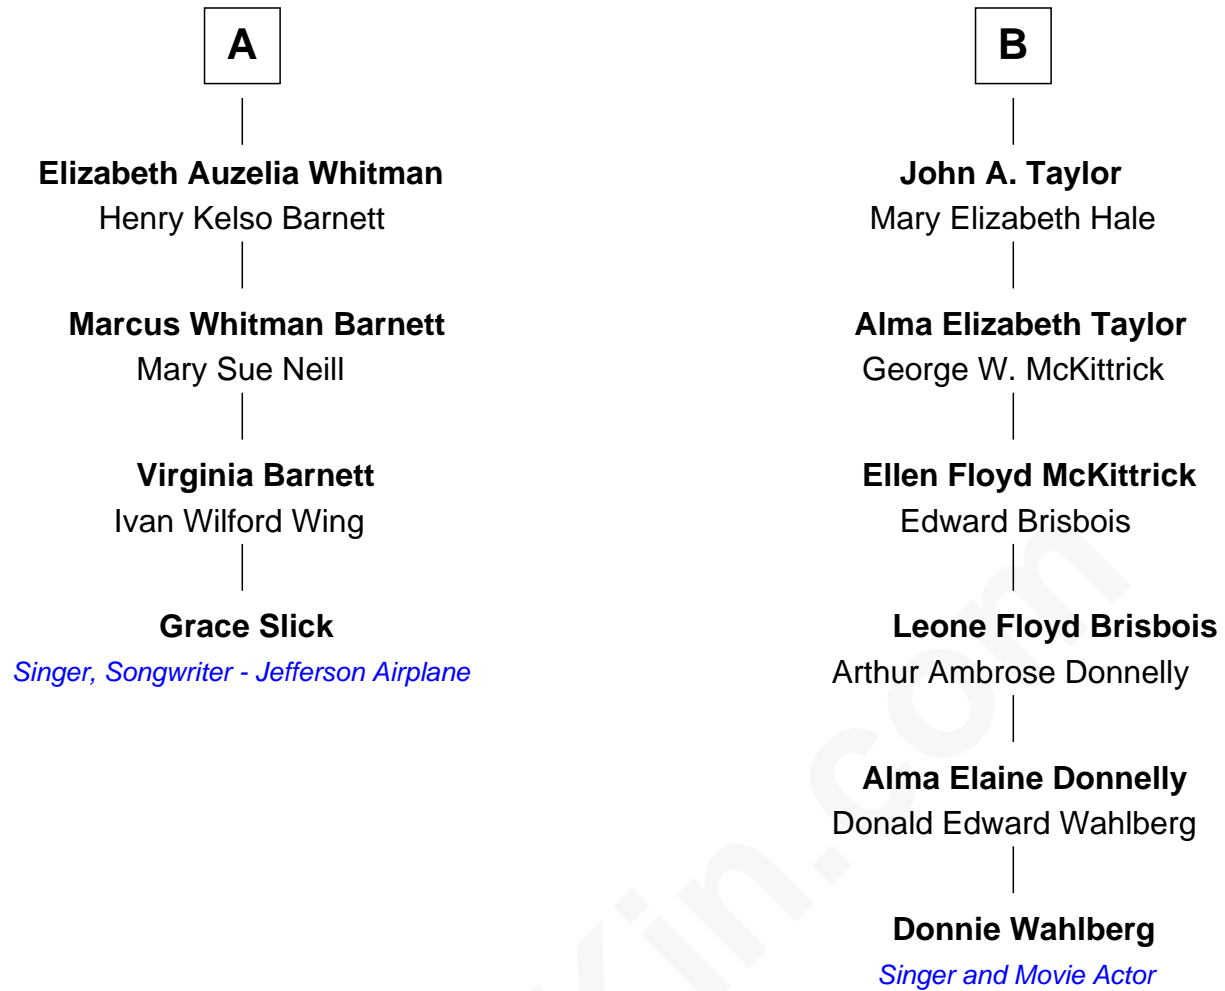 A
Elizabeth Auzelia Whitman
Henry Kelso Barnett
Marcus Whitman Barnett
Mary Sue Neill
Virginia Barnett
Ivan Wilford Wing
Grace Slick
Singer, Songwriter - Jefferson Airplane
B
John A. Taylor
Mary Elizabeth Hale
Alma Elizabeth Taylor
George W. McKittrick
Ellen Floyd McKittrick
Edward Brisbois
Leone Floyd Brisbois
Arthur Ambrose Donnelly
Alma Elaine Donnelly
Donald Edward Wahlberg
Donnie Wahlberg
Singer and Movie Actor
Kin.com